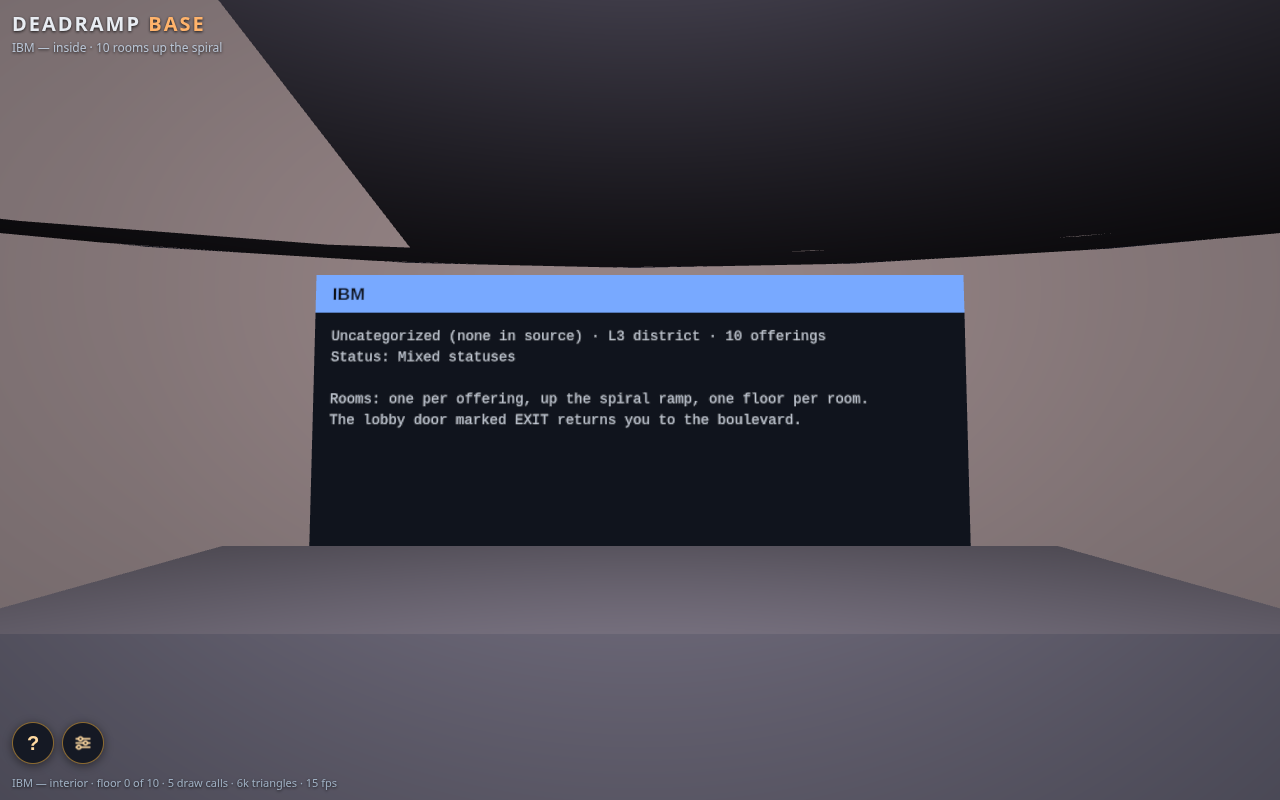 DEADRAMP BASE
IBM — inside · 10 rooms up the spiral
IBM
Uncategorized (none in source) · L3 district · 10 offerings
Status: Mixed statuses
Rooms: one per offering, up the spiral ramp, one floor per room.
The lobby door marked EXIT returns you to the boulevard.
?
IBM — interior · floor 0 of 10 · 5 draw calls · 6k triangles · 15 fps